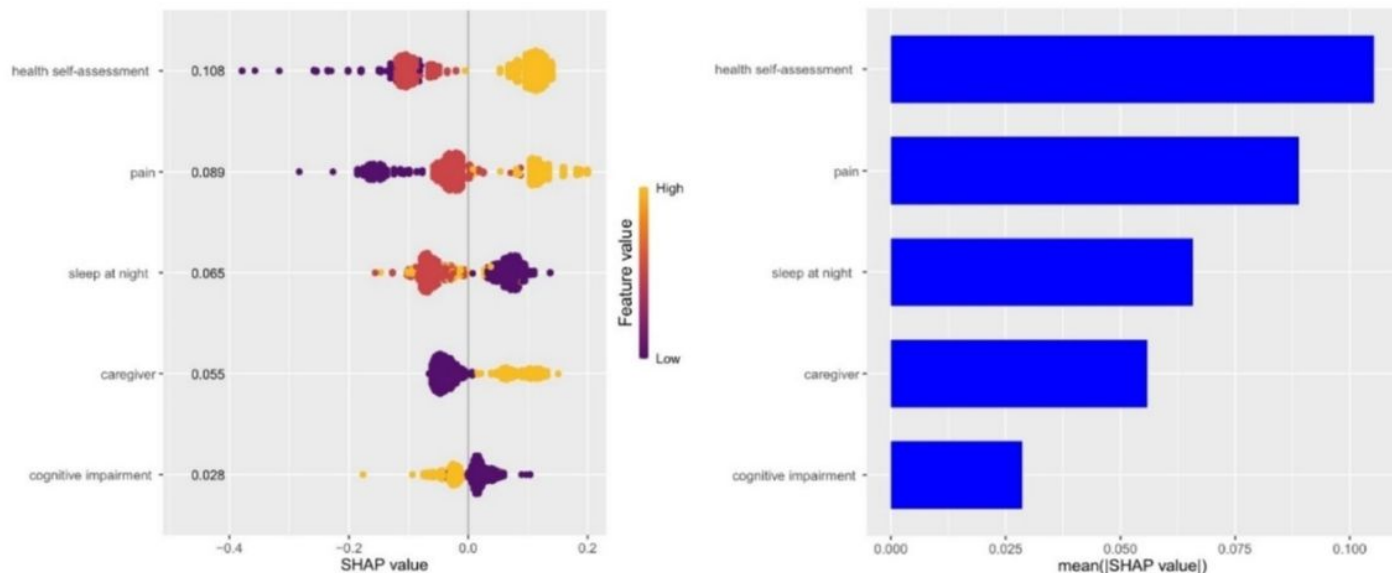 health self-assessment 0.108
pain 0.089
sleep at night 0.065
caregiver 0.055
cognitive impairment 0.028
−0.4 −0.2 0.0 0.2
SHAP value
High
Feature value
Low
health self-assessment
pain
sleep at night
caregiver
cognitive impairment
0.000 0.025 0.050 0.075 0.100
mean(|SHAP value|)